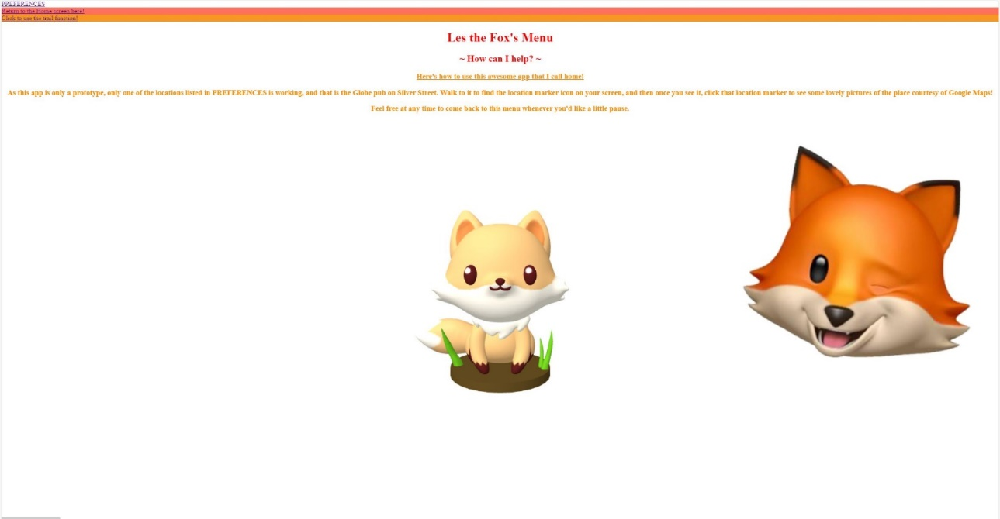 PREFERENCES
Return to the Home screen here!
Click to use the trail function!
Les the Fox's Menu
~ How can I help? ~
Here's how to use this awesome app that I call home!
As this app is only a prototype, only one of the locations listed in PREFERENCES is working, and that is the Globe pub on Silver Street. Walk to it to find the location marker icon on your screen, and then once you see it, click that location marker to see some lovely pictures of the place courtesy of Google Maps!
Feel free at any time to come back to this menu whenever you'd like a little pause.